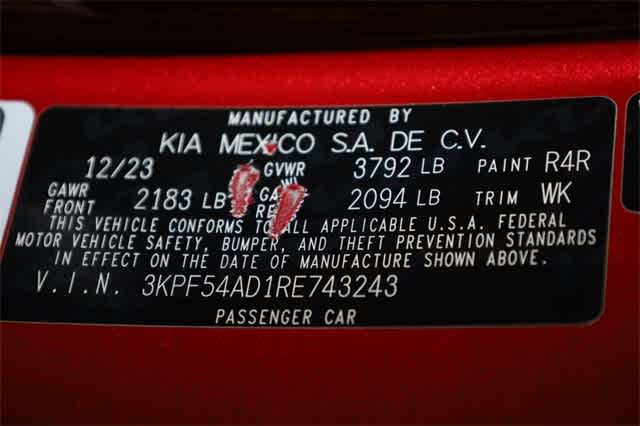 MANUFACTURED BY
KIA MEXICO S.A. DE C.V.
12/23 GVWR 3792 LB PAINT R4R
GAWR FRONT 2183 LB 2094 LB TRIM WK
THIS VEHICLE CONFORMS TO ALL APPLICABLE U.S.A. FEDERAL
MOTOR VEHICLE SAFETY, BUMPER, AND THEFT PREVENTION STANDARDS
IN EFFECT ON THE DATE OF MANUFACTURE SHOWN ABOVE.
V.I.N. 3KPF54AD1RE743243
PASSENGER CAR